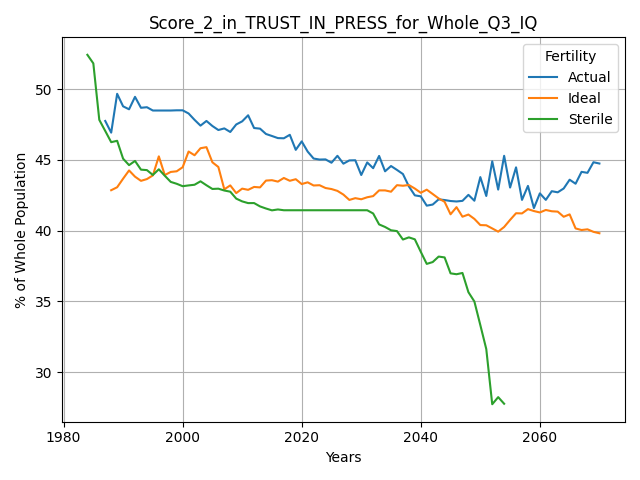 Score_2_in_TRUST_IN_PRESS_for_Whole_Q3_IQ
Fertility
Actual
Ideal
Sterile
% of Whole Population
50
45
40
35
30
1980
2000
2020
2040
2060
Years